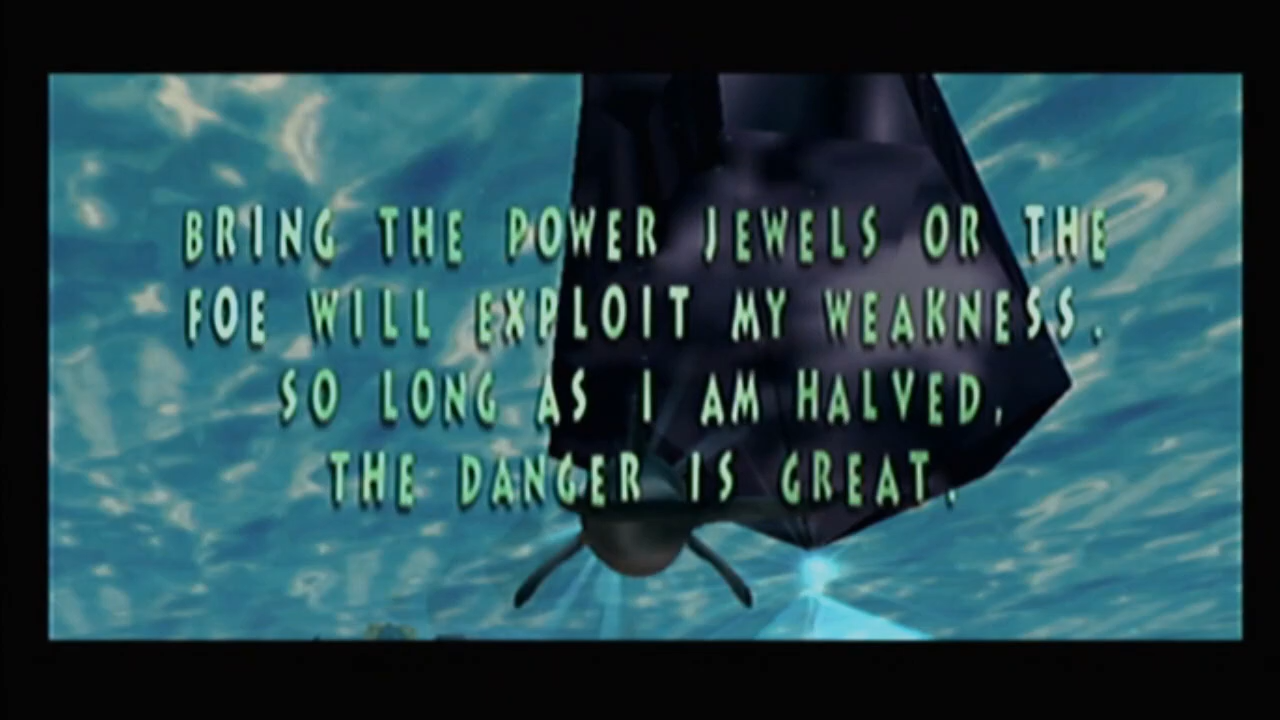 BRING THE POWER JEWELS OR THE
FOE WILL EXPLOIT MY WEAKNESS.
SO LONG AS I AM HALVED,
THE DANGER IS GREAT.